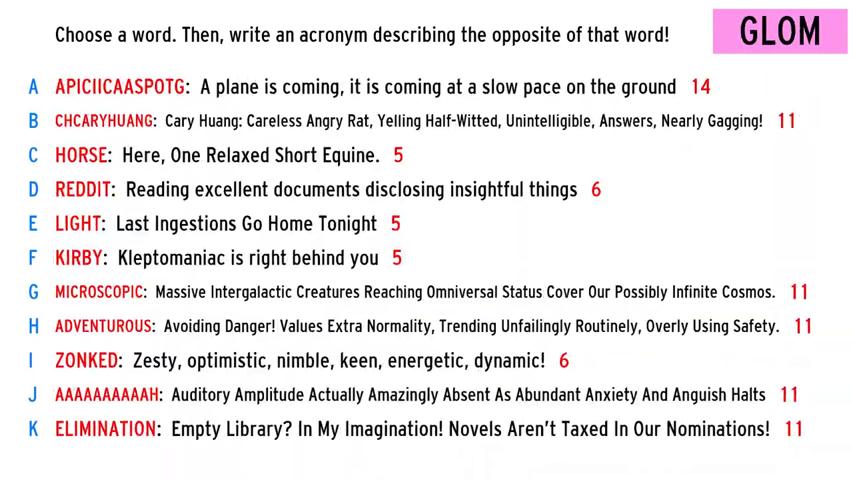 Choose a word. Then, write an acronym describing the opposite of that word!
GLOM
A APICIICAASPOTG: A plane is coming, it is coming at a slow pace on the ground 14
B CHCARYHUANG: Cary Huang: Careless Angry Rat, Yelling Half-Witted, Unintelligible, Answers, Nearly Gagging! 11
C HORSE: Here, One Relaxed Short Equine. 5
D REDDIT: Reading excellent documents disclosing insightful things 6
E LIGHT: Last Ingestions Go Home Tonight 5
F KIRBY: Kleptomaniac is right behind you 5
G MICROSCOPIC: Massive Intergalactic Creatures Reaching Omniversal Status Cover Our Possibly Infinite Cosmos. 11
H ADVENTUROUS: Avoiding Danger! Values Extra Normality, Trending Unfailingly Routinely, Overly Using Safety. 11
I ZONKED: Zesty, optimistic, nimble, keen, energetic, dynamic! 6
J AAAAAAAAAAH: Auditory Amplitude Actually Amazingly Absent As Abundant Anxiety And Anguish Halts 11
K ELIMINATION: Empty Library? In My Imagination! Novels Aren't Taxed In Our Nominations! 11